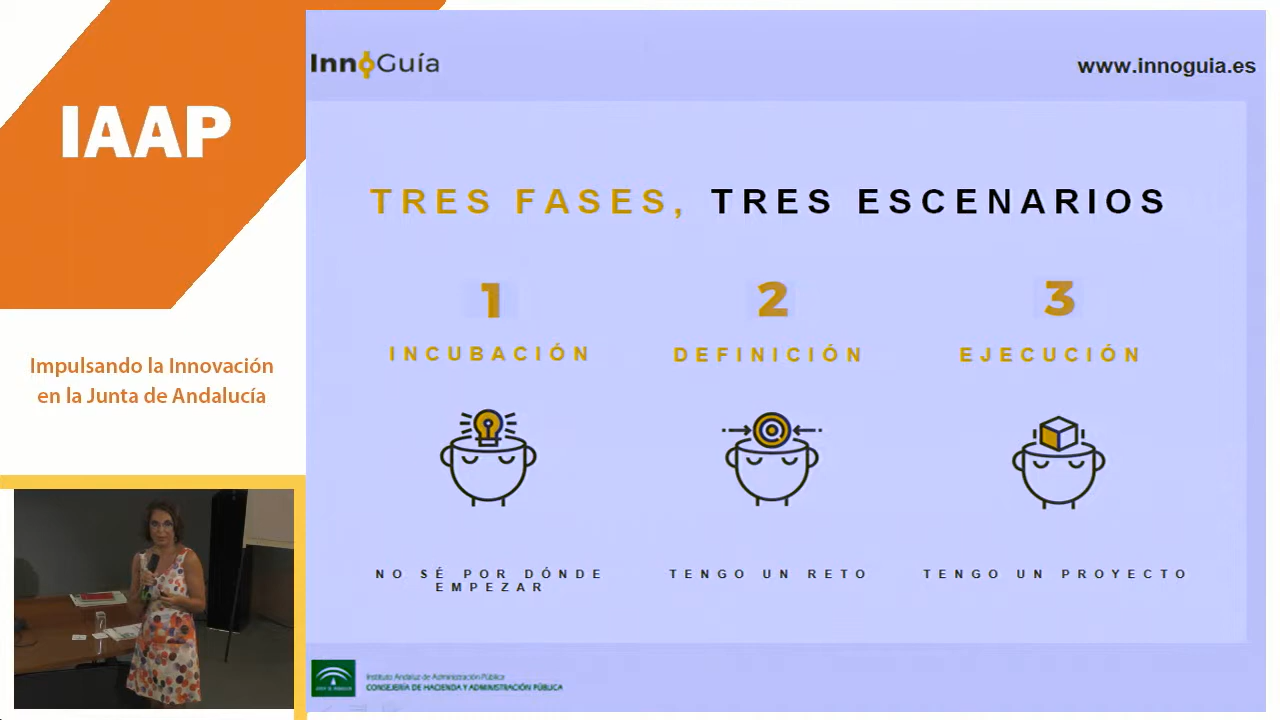 IAAP
Impulsando la Innovación
en la Junta de Andalucía
InnoGuía
www.innoguia.es
TRES FASES, TRES ESCENARIOS
1
INCUBACIÓN
NO SÉ POR DÓNDE
EMPEZAR
2
DEFINICIÓN
TENGO UN RETO
3
EJECUCIÓN
TENGO UN PROYECTO
Instituto Andaluz de Administración Pública
CONSEJERÍA DE HACIENDA Y ADMINISTRACIÓN PÚBLICA